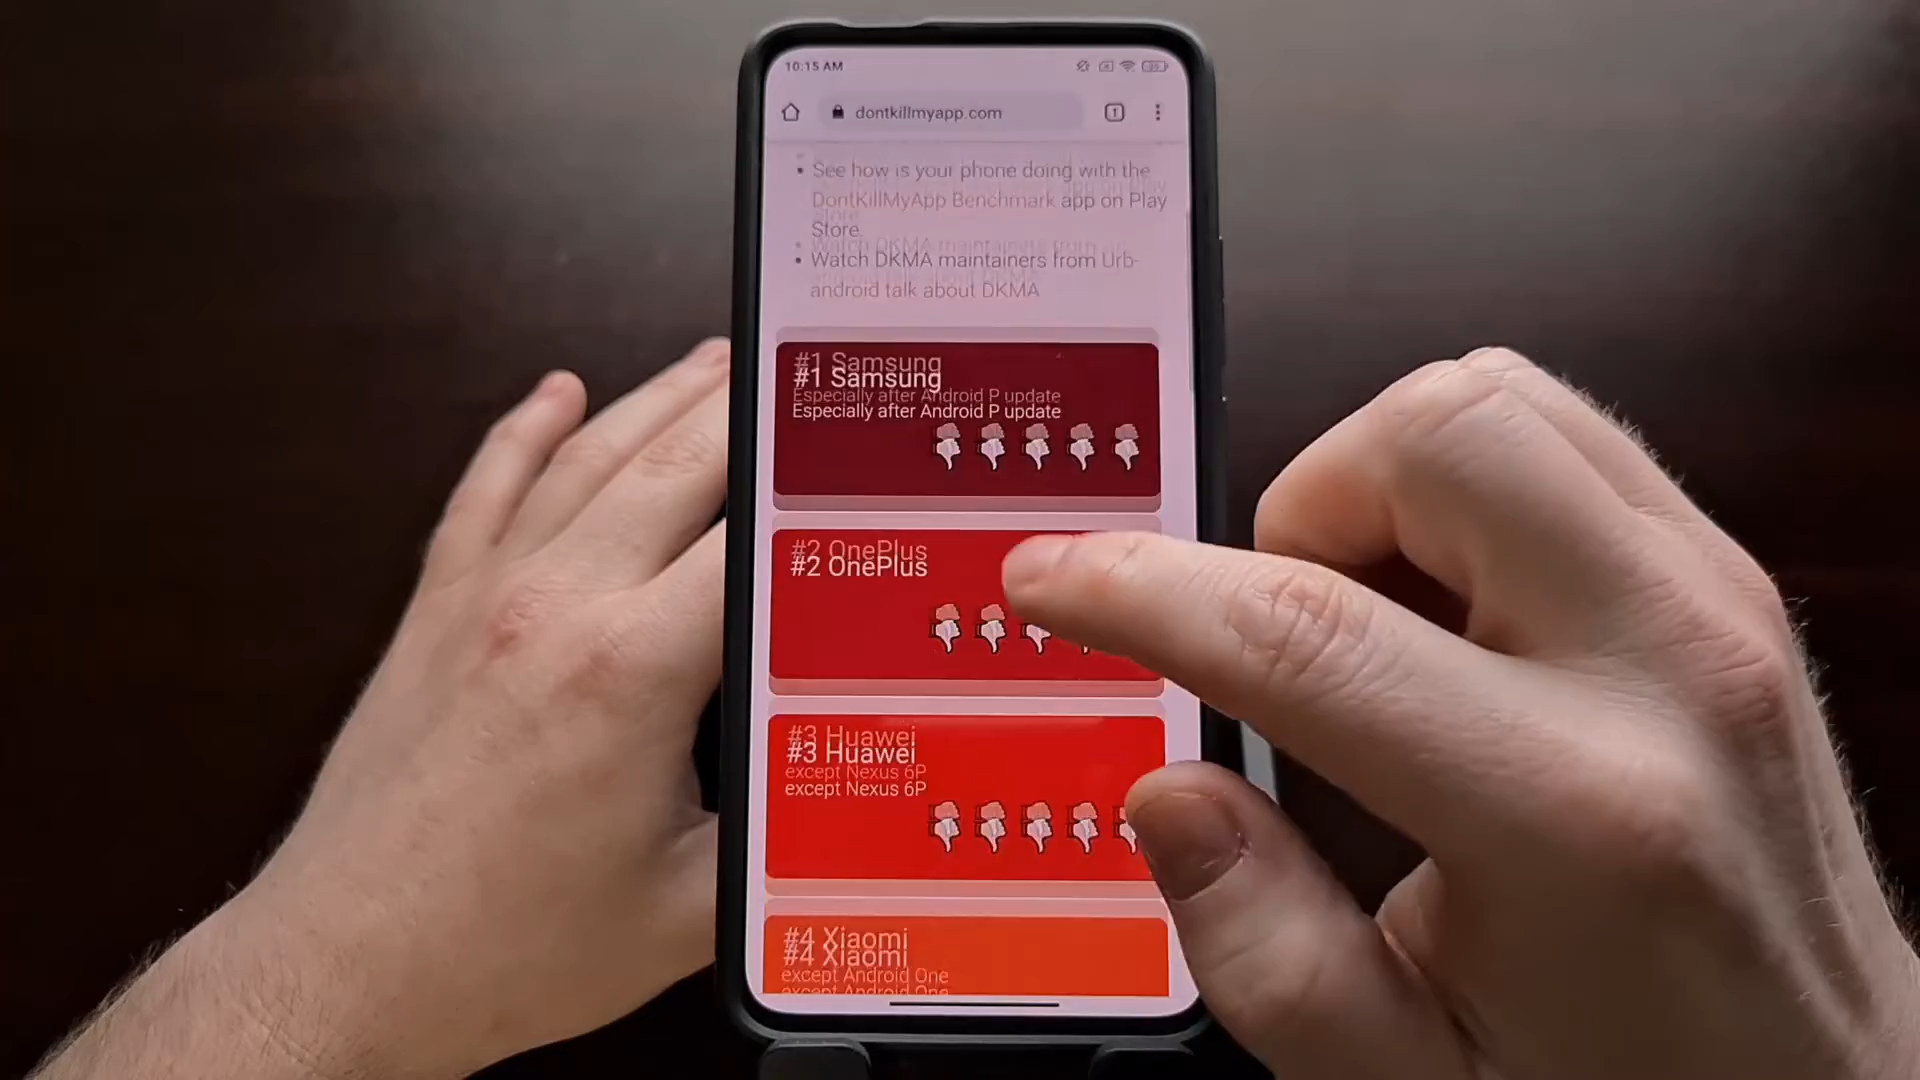 10:15 AM
dontkillmyapp.com
1
See how is your phone doing with the
DontKillMyApp Benchmark app on Play
Store.
Watch DKMA maintainers from Urb-
android talk about DKMA
#1 Samsung
Especially after Android P update
#2 OnePlus
#3 Huawei
except Nexus 6P
#4 Xiaomi
except Android One